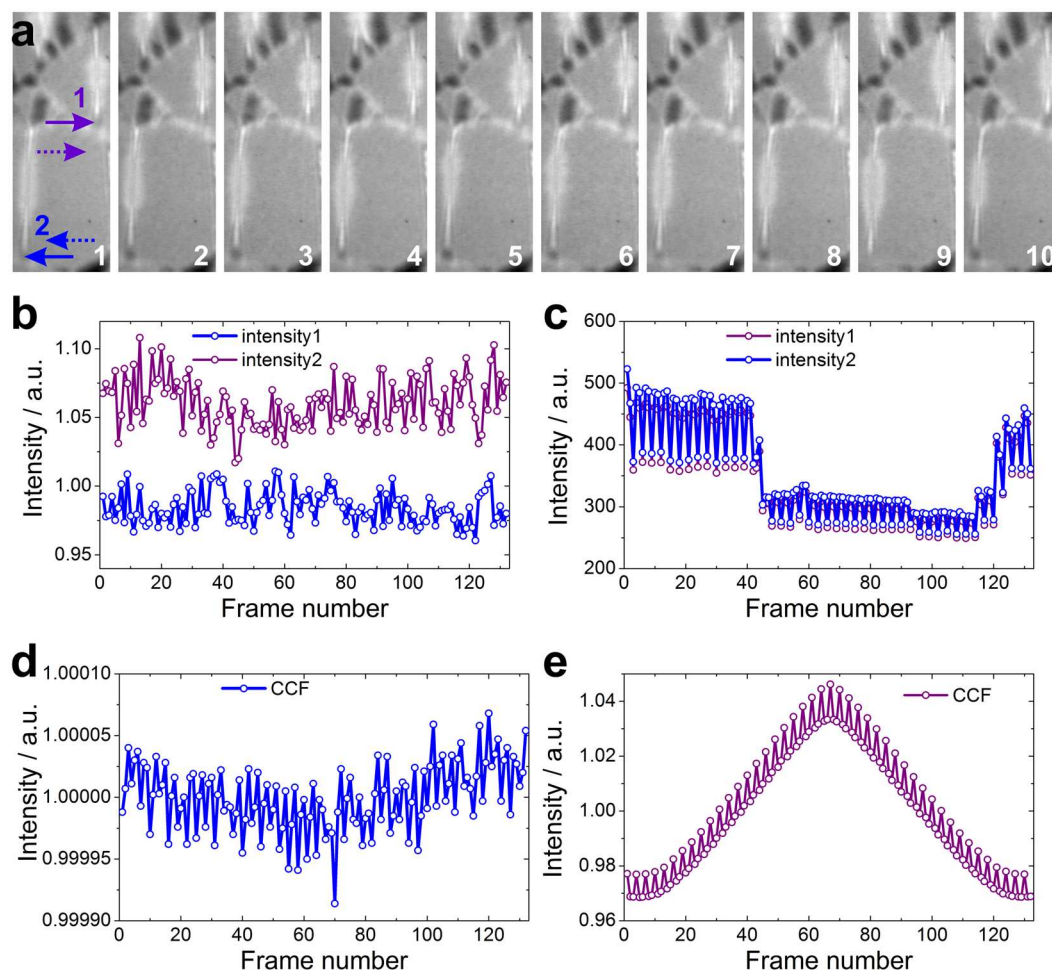 a
1
2
1 2 3 4 5 6 7 8 9 10
b
intensity1
intensity2
1.10
1.05
1.00
0.95
Intensity / a.u.
0 20 40 60 80 100 120
Frame number
c
intensity1
intensity2
600
500
400
300
200
Intensity / a.u.
0 20 40 60 80 100 120
Frame number
d
CCF
1.00010
1.00005
1.00000
0.99995
0.99990
Intensity / a.u.
0 20 40 60 80 100 120
Frame number
e
CCF
1.04
1.02
1.00
0.98
0.96
Intensity / a.u.
0 20 40 60 80 100 120
Frame number